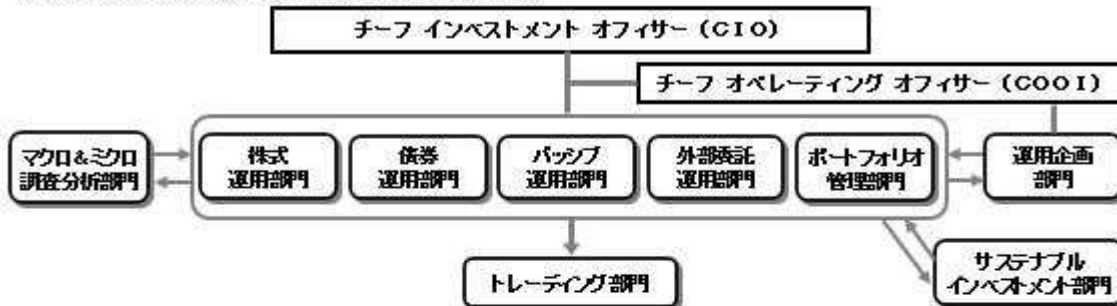 チーフ インベストメント オフィサー (CIO)
チーフ オペレーティング オフィサー (COOI)
マクロ&ミクロ
調査分析部門
株式
運用部門
債券
運用部門
パッシブ
運用部門
外部委託
運用部門
ポートフォリオ
管理部門
運用企画
部門
トレーディング部門
サステナブル
インベストメント部門